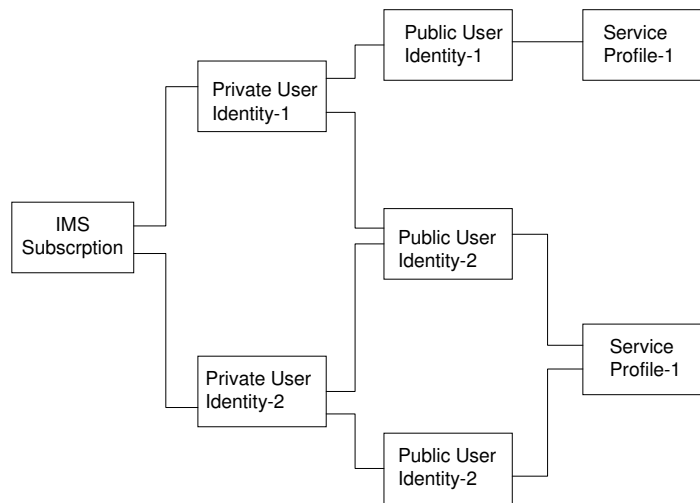 Public User
Identity-1
Service
Profile-1
Private User
Identity-1
IMS
Subscrption
Public User
Identity-2
Service
Profile-1
Private User
Identity-2
Public User
Identity-2